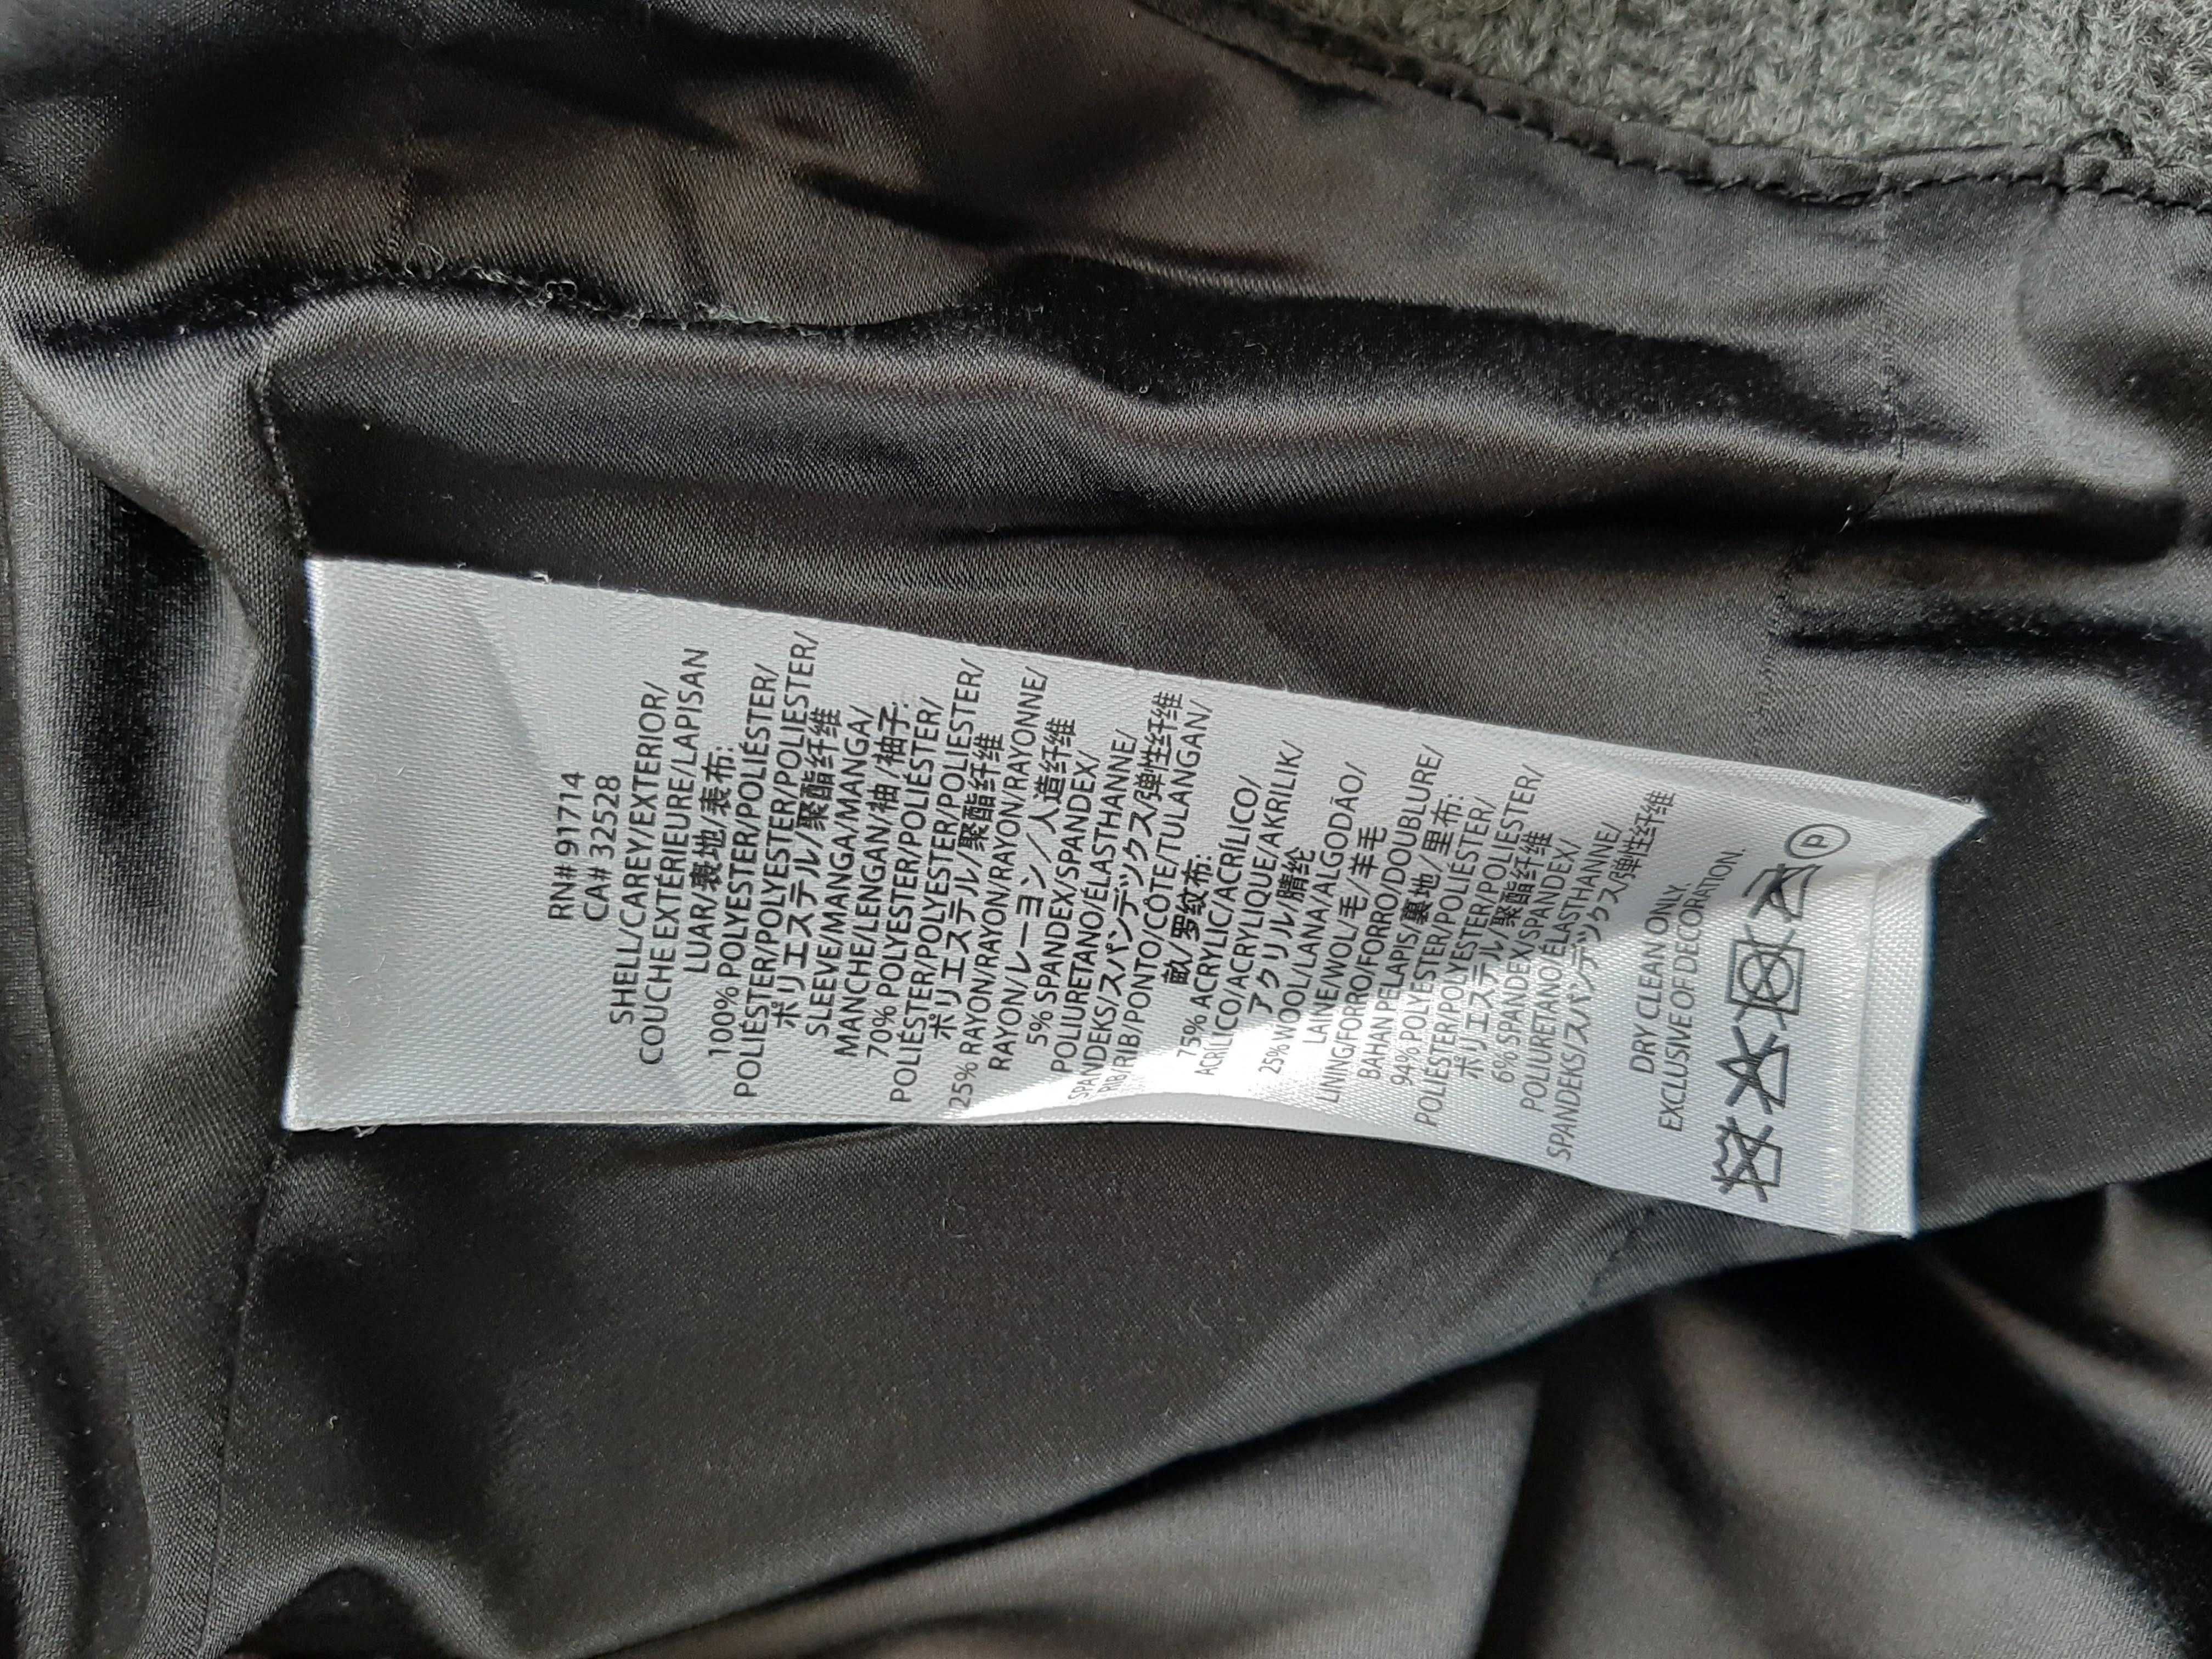 RN# 91714
CA# 32528
SHELL/CAREY/EXTERIOR/
COUCHE EXTÉRIEURE/LAPISAN
LUAR/表地/表布:
100% POLYESTER/POLIÉSTER/
POLIÉSTER/POLYESTER/POLIESTER/
ポリエステル/聚酯纤维
SLEEVE/MANGA/MANGA/
MANCHE/LENGAN/袖/袖子:
70% POLYESTER/POLIÉSTER/
POLIÉSTER/POLYESTER/POLIESTER/
ポリエステル/聚酯纤维
25% RAYON/RAYON/RAYON/RAYONNE/
RAYON/レーヨン/人造纤维
5% SPANDEX/SPANDEX/
POLIURETANO/ÉLASTHANNE/
SPANDEKS/スパンデックス/弹性纤维
RIB/RIB/PONTO/CÔTE/TULANGAN/
畝/罗纹布:
75% ACRYLIC/ACRÍLICO/
ACRÍLICO/ACRYLIQUE/AKRILIK/
アクリル/腈纶
25% WOOL/LANA/ALGODÃO/
LAINE/WOL/毛/羊毛
LINING/FORRO/FORRO/DOUBLURE/
BAHAN PELAPIS/裏地/里布:
94% POLYESTER/POLIÉSTER/
POLIÉSTER/POLYESTER/POLIESTER/
ポリエステル/聚酯纤维
6% SPANDEX/SPANDEX/
POLIURETANO/ÉLASTHANNE/
SPANDEKS/スパンデックス/弹性纤维
DRY CLEAN ONLY.
EXCLUSIVE OF DECORATION.
P